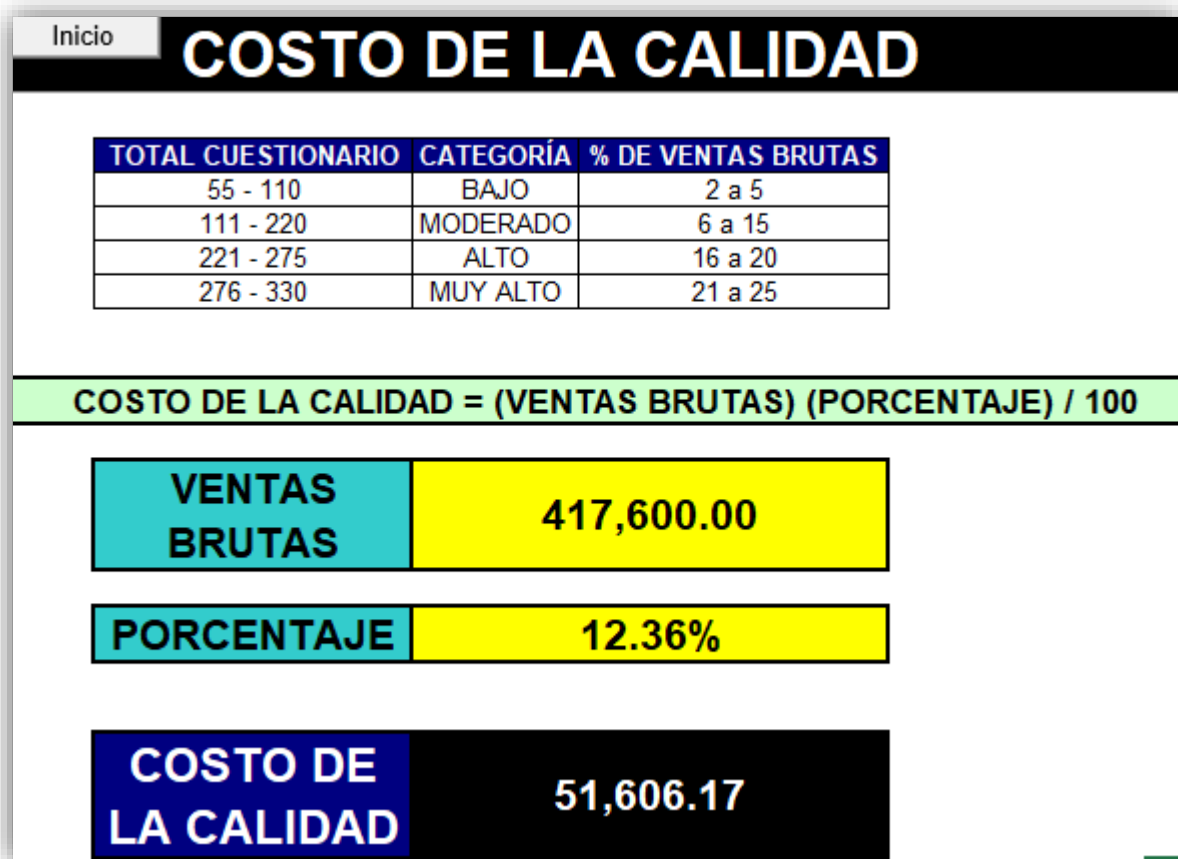 Inicio
COSTO DE LA CALIDAD
TOTAL CUESTIONARIO CATEGORÍA % DE VENTAS BRUTAS
55 - 110 BAJO 2 a 5
111 - 220 MODERADO 6 a 15
221 - 275 ALTO 16 a 20
276 - 330 MUY ALTO 21 a 25
COSTO DE LA CALIDAD = (VENTAS BRUTAS) (PORCENTAJE) / 100
VENTAS
BRUTAS
417,600.00
PORCENTAJE 12.36%
COSTO DE
LA CALIDAD
51,606.17